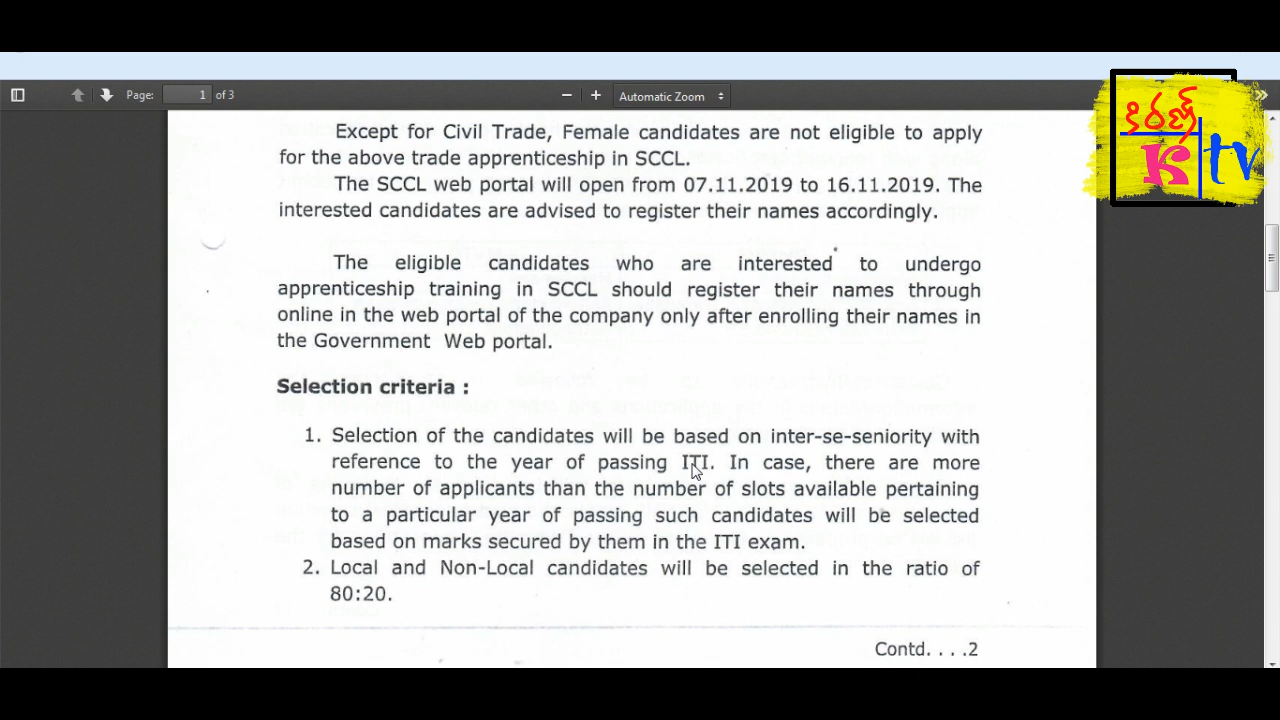 Page: 1 of 3
Automatic Zoom
కిరణ్
K tv
Except for Civil Trade, Female candidates are not eligible to apply
for the above trade apprenticeship in SCCL.
The SCCL web portal will open from 07.11.2019 to 16.11.2019. The
interested candidates are advised to register their names accordingly.
The eligible candidates who are interested to undergo
apprenticeship training in SCCL should register their names through
online in the web portal of the company only after enrolling their names in
the Government Web portal.
Selection criteria :
1. Selection of the candidates will be based on inter-se-seniority with
reference to the year of passing ITI. In case, there are more
number of applicants than the number of slots available pertaining
to a particular year of passing such candidates will be selected
based on marks secured by them in the ITI exam.
2. Local and Non-Local candidates will be selected in the ratio of
80:20.
Contd. . . .2